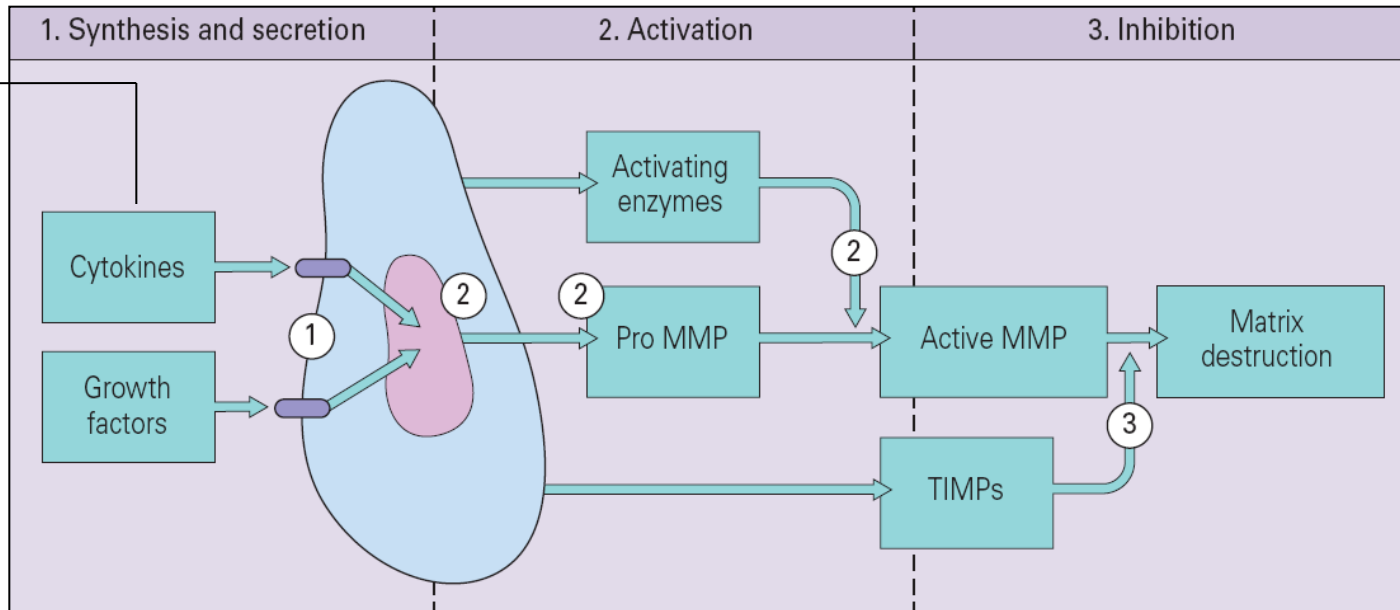 1. Synthesis and secretion
2. Activation
3. Inhibition
Activating
enzymes
Cytokines
2
2
2
Pro MMP
Active MMP
Matrix
destruction
1
Growth
factors
3
TIMPs